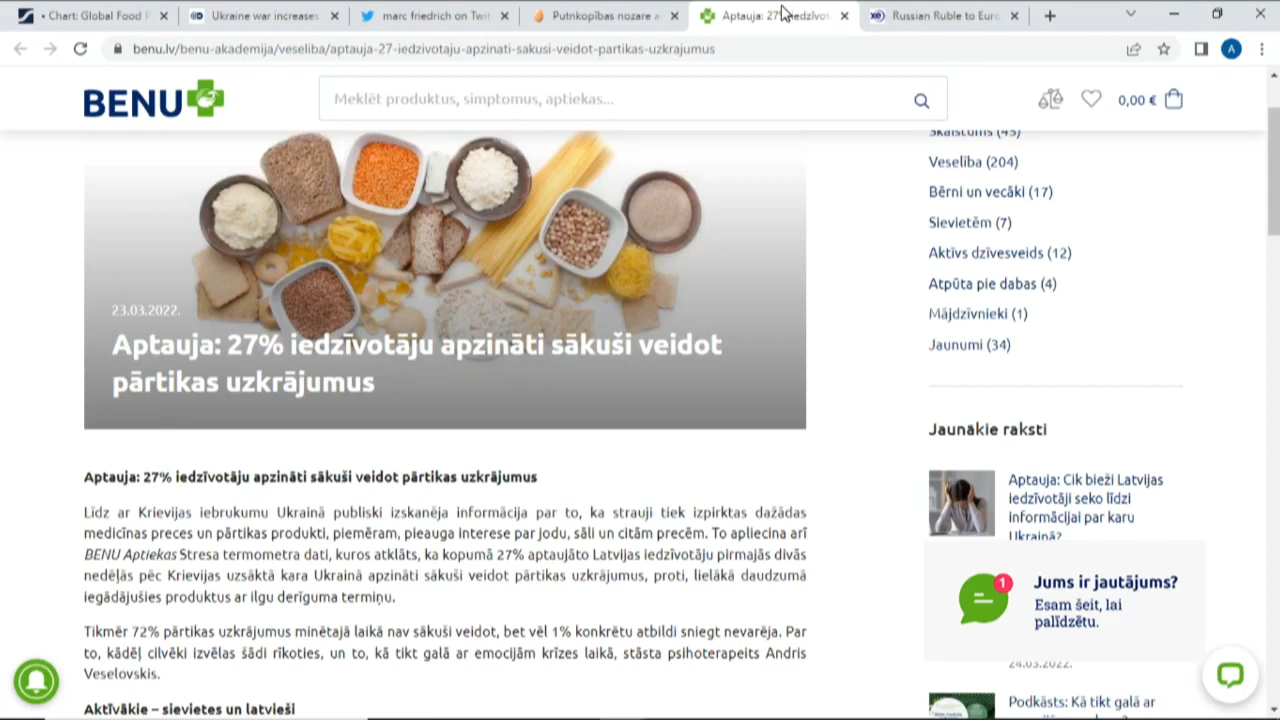 • Chart: Global Food P
Ukraine war increases
marc friedrich on Twit
Putnkopības nozare a
Aptauja: 27% iedzīvot
Russian Ruble to Euro
benu.lv/benu-akademija/veseliba/aptauja-27-iedzivotaju-apzinati-sakusi-veidot-partikas-uzkrajumus
A
BENU
Meklēt produktus, simptomus, aptiekas...
0,00 €
Skaistums (45)
Veselība (204)
Bērni un vecāki (17)
Sievietēm (7)
Aktīvs dzīvesveids (12)
Atpūta pie dabas (4)
Mājdzīvnieki (1)
Jaunumi (34)
23.03.2022.
Aptauja: 27% iedzīvotāju apzināti sākuši veidot
pārtikas uzkrājumus
Aptauja: 27% iedzīvotāju apzināti sākuši veidot pārtikas uzkrājumus
Līdz ar Krievijas iebrukumu Ukrainā publiski izskanēja informācija par to, ka strauji tiek izpirktas dažādas
medicīnas preces un pārtikas produkti, piemēram, pieauga interese par jodu, sāli un citām precēm. To apliecina arī
BENU Aptiekas Stresa termometra dati, kuros atklāts, ka kopumā 27% aptaujāto Latvijas iedzīvotāju pirmajās divās
nedēļās pēc Krievijas uzsāktā kara Ukrainā apzināti sākuši veidot pārtikas uzkrājumus, proti, lielākā daudzumā
iegādājušies produktus ar ilgu derīguma termiņu.
Tikmēr 72% pārtikas uzkrājumus minētajā laikā nav sākuši veidot, bet vēl 1% konkrētu atbildi sniegt nevarēja. Par
to, kādēļ cilvēki izvēlas šādi rīkoties, un to, kā tikt galā ar emocijām krīzes laikā, stāsta psihoterapeits Andris
Veselovskis.
Aktīvākie – sievietes un latvieši
Jaunākie raksti
Aptauja: Cik bieži Latvijas
iedzīvotāji seko līdzi
informācijai par karu
Ukrainā?
1
Jums ir jautājums?
Esam šeit, lai
palīdzētu.
24.03.2022.
Podkāsts: Kā tikt galā ar